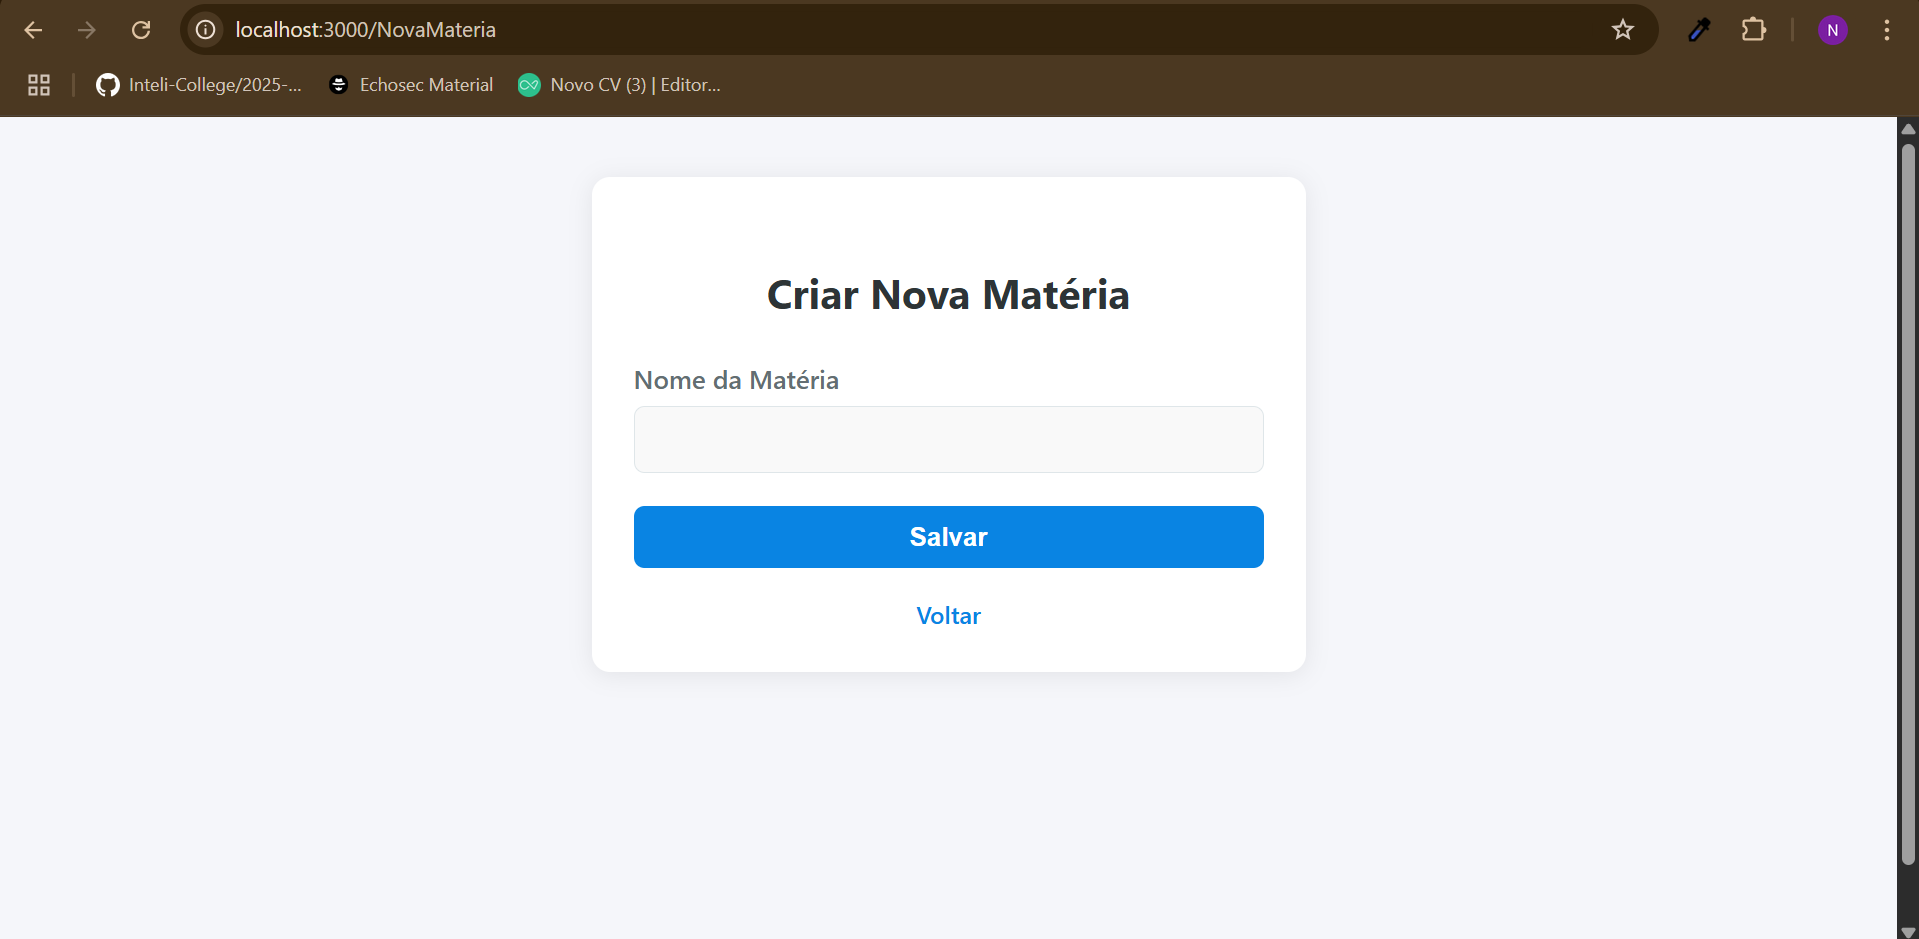 localhost:3000/NovaMateria
N
Inteli-College/2025-...
Echosec Material
Novo CV (3) | Editor...
Criar Nova Matéria
Nome da Matéria
Salvar
Voltar